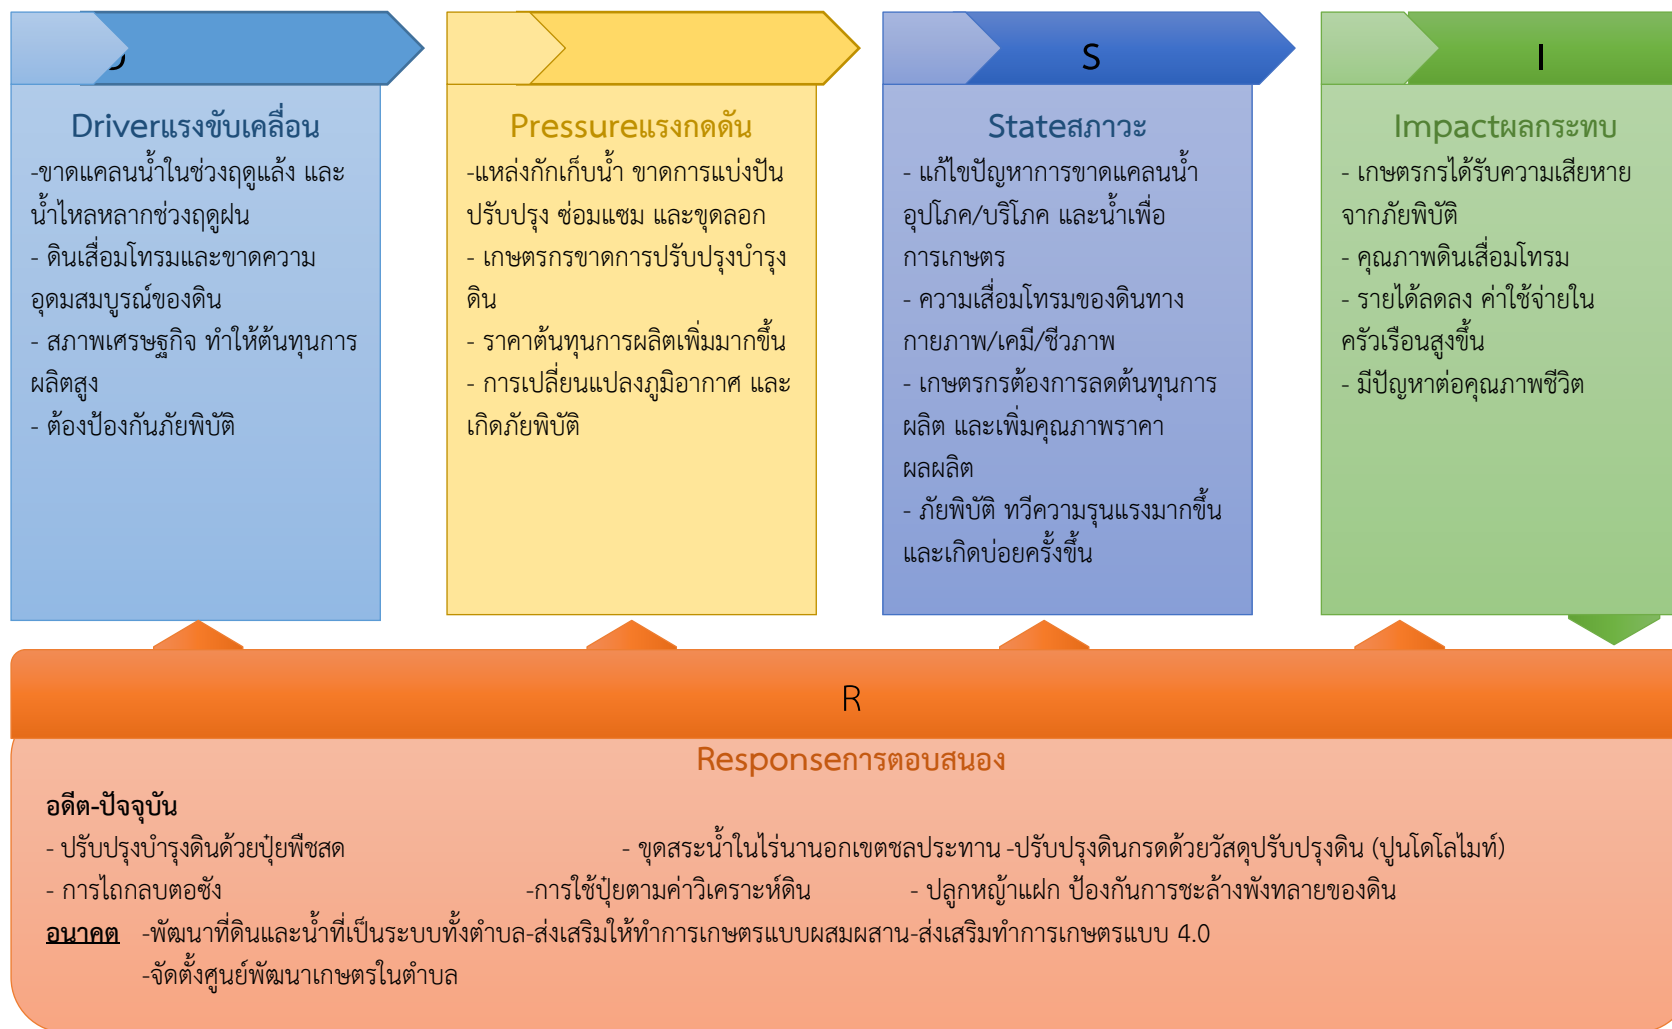 S
I
Driverแรงขับเคลื่อน
-ขาดแคลนน้ำในช่วงฤดูแล้ง และ
น้ำไหลหลากช่วงฤดูฝน
- ดินเสื่อมโทรมและขาดความ
อุดมสมบูรณ์ของดิน
- สภาพเศรษฐกิจ ทำให้ต้นทุนการ
ผลิตสูง
- ต้องป้องกันภัยพิบัติ
Pressureแรงกดดัน
-แหล่งกักเก็บน้ำ ขาดการแบ่งปัน
ปรับปรุง ซ่อมแซม และขุดลอก
- เกษตรกรขาดการปรับปรุงบำรุง
ดิน
- ราคาต้นทุนการผลิตเพิ่มมากขึ้น
- การเปลี่ยนแปลงภูมิอากาศ และ
เกิดภัยพิบัติ
Stateสภาวะ
- แก้ไขปัญหาการขาดแคลนน้ำ
อุปโภค/บริโภค และน้ำเพื่อ
การเกษตร
- ความเสื่อมโทรมของดินทาง
กายภาพ/เคมี/ชีวภาพ
- เกษตรกรต้องการลดต้นทุนการ
ผลิต และเพิ่มคุณภาพราคา
ผลผลิต
- ภัยพิบัติ ทวีความรุนแรงมากขึ้น
และเกิดบ่อยครั้งขึ้น
Impactผลกระทบ
- เกษตรกรได้รับความเสียหาย
จากภัยพิบัติ
- คุณภาพดินเสื่อมโทรม
- รายได้ลดลง ค่าใช้จ่ายใน
ครัวเรือนสูงขึ้น
- มีปัญหาต่อคุณภาพชีวิต
R
Responseการตอบสนอง
อดีต-ปัจจุบัน
- ปรับปรุงบำรุงดินด้วยปุ๋ยพืชสด - ขุดสระน้ำในไร่นานอกเขตชลประทาน -ปรับปรุงดินกรดด้วยวัสดุปรับปรุงดิน (ปูนโดโลไมท์)
- การไถกลบตอซัง -การใช้ปุ๋ยตามค่าวิเคราะห์ดิน - ปลูกหญ้าแฝก ป้องกันการชะล้างพังทลายของดิน
อนาคต -พัฒนาที่ดินและน้ำที่เป็นระบบทั้งตำบล-ส่งเสริมให้ทำการเกษตรแบบผสมผสาน-ส่งเสริมทำการเกษตรแบบ 4.0
-จัดตั้งศูนย์พัฒนาเกษตรในตำบล